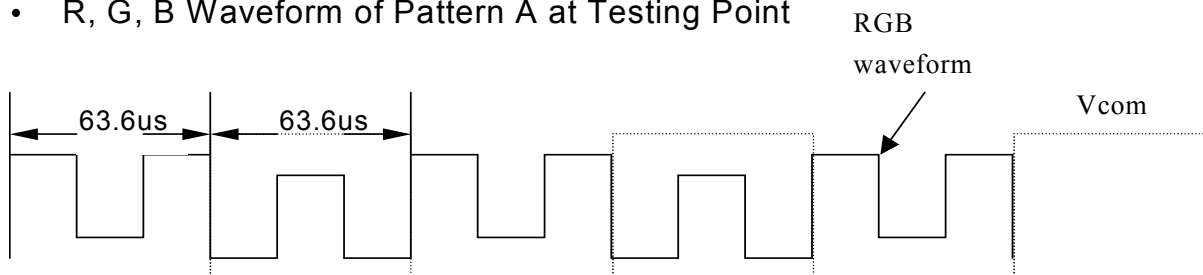 • R, G, B Waveform of Pattern A at Testing Point
RGB
waveform
63.6us
63.6us
Vcom